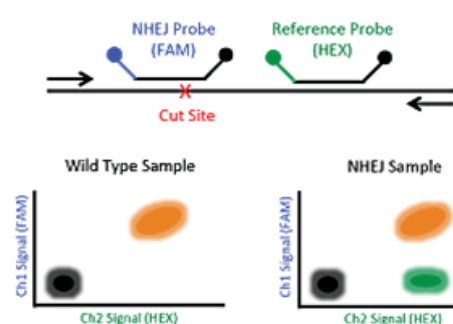 NHEJ Probe
(FAM)
Reference Probe
(HEX)
X
Cut Site
Wild Type Sample
NHEJ Sample
Ch1 Signal (FAM)
Ch2 Signal (HEX)
Ch1 Signal (FAM)
Ch2 Signal (HEX)